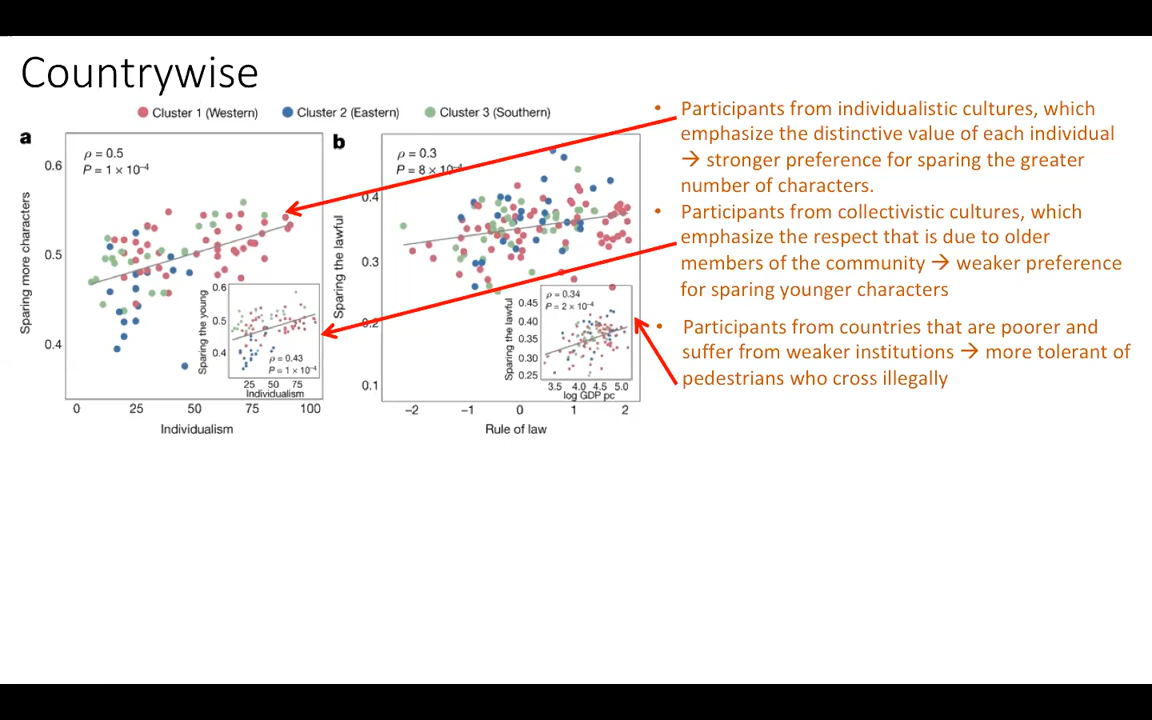 Countrywise
Cluster 1 (Western)
Cluster 2 (Eastern)
Cluster 3 (Southern)
a
ρ = 0.5
P = 1 × 10⁻⁴
Sparing more characters
0.6
0.5
0.4
0
25
50
75
100
Individualism
Sparing the young
0.6
0.5
0.4
ρ = 0.43
P = 1 × 10⁻⁴
25
50
75
Individualism
b
ρ = 0.3
P = 8 × 10⁻⁴
Sparing the lawful
0.4
0.3
0.2
0.1
−2
−1
0
1
2
Rule of law
Sparing the lawful
ρ = 0.34
P = 2 × 10⁻⁴
0.45
0.40
0.35
0.30
0.25
3.5
4.0
4.5
5.0
log GDP pc
• Participants from individualistic cultures, which
emphasize the distinctive value of each individual
→ stronger preference for sparing the greater
number of characters.
• Participants from collectivistic cultures, which
emphasize the respect that is due to older
members of the community → weaker preference
for sparing younger characters
• Participants from countries that are poorer and
suffer from weaker institutions → more tolerant of
pedestrians who cross illegally